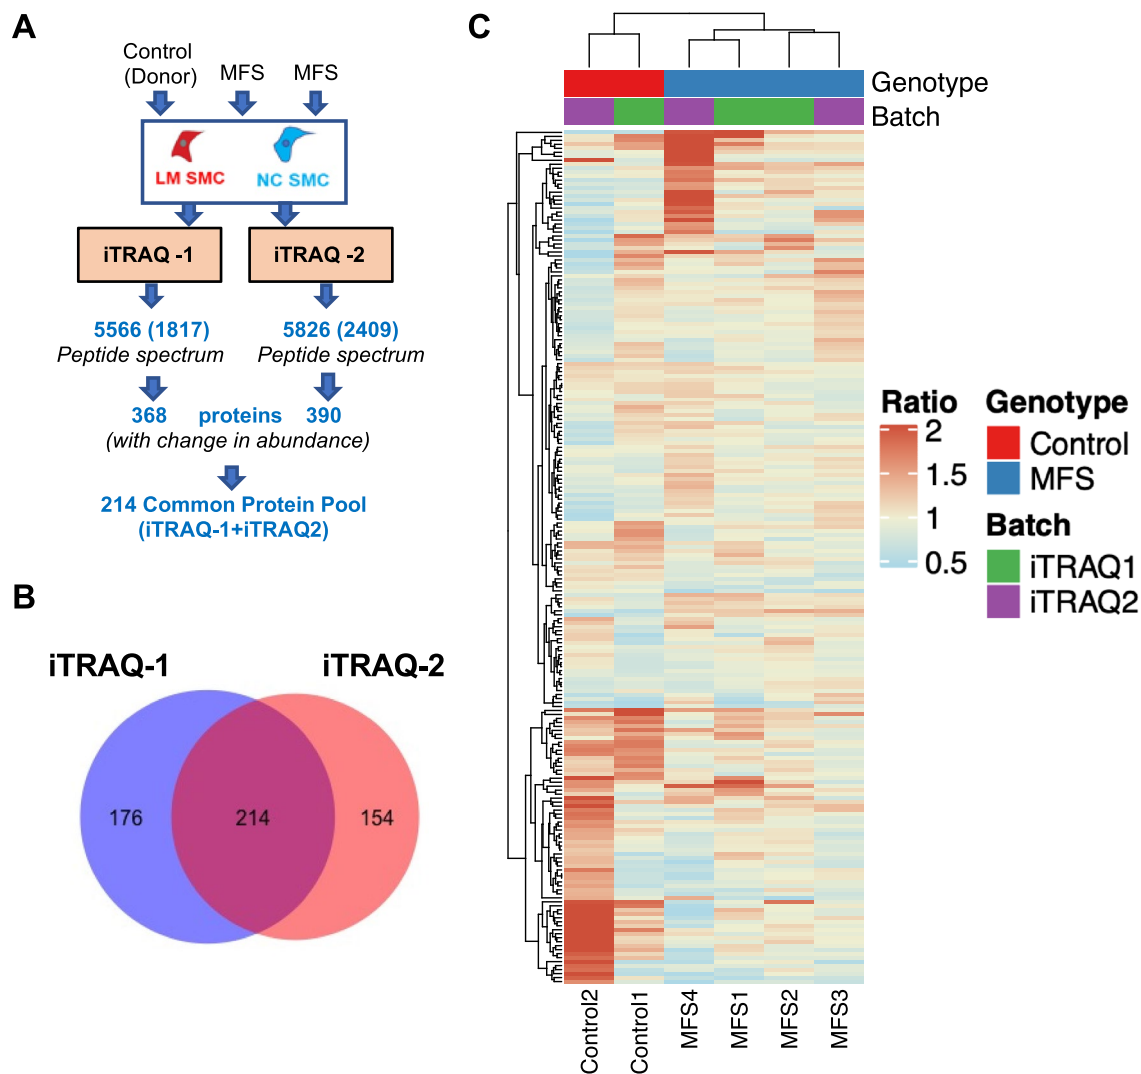 A
Control
(Donor)
MFS
MFS
LM SMC
NC SMC
iTRAQ -1
iTRAQ -2
5566 (1817)
5826 (2409)
Peptide spectrum
Peptide spectrum
368 proteins 390
(with change in abundance)
214 Common Protein Pool
(iTRAQ-1+iTRAQ2)
B
iTRAQ-1
iTRAQ-2
176
214
154
C
Genotype
Batch
Control2
Control1
MFS4
MFS1
MFS2
MFS3
Ratio
2
1.5
1
0.5
Genotype
Control
MFS
Batch
iTRAQ1
iTRAQ2